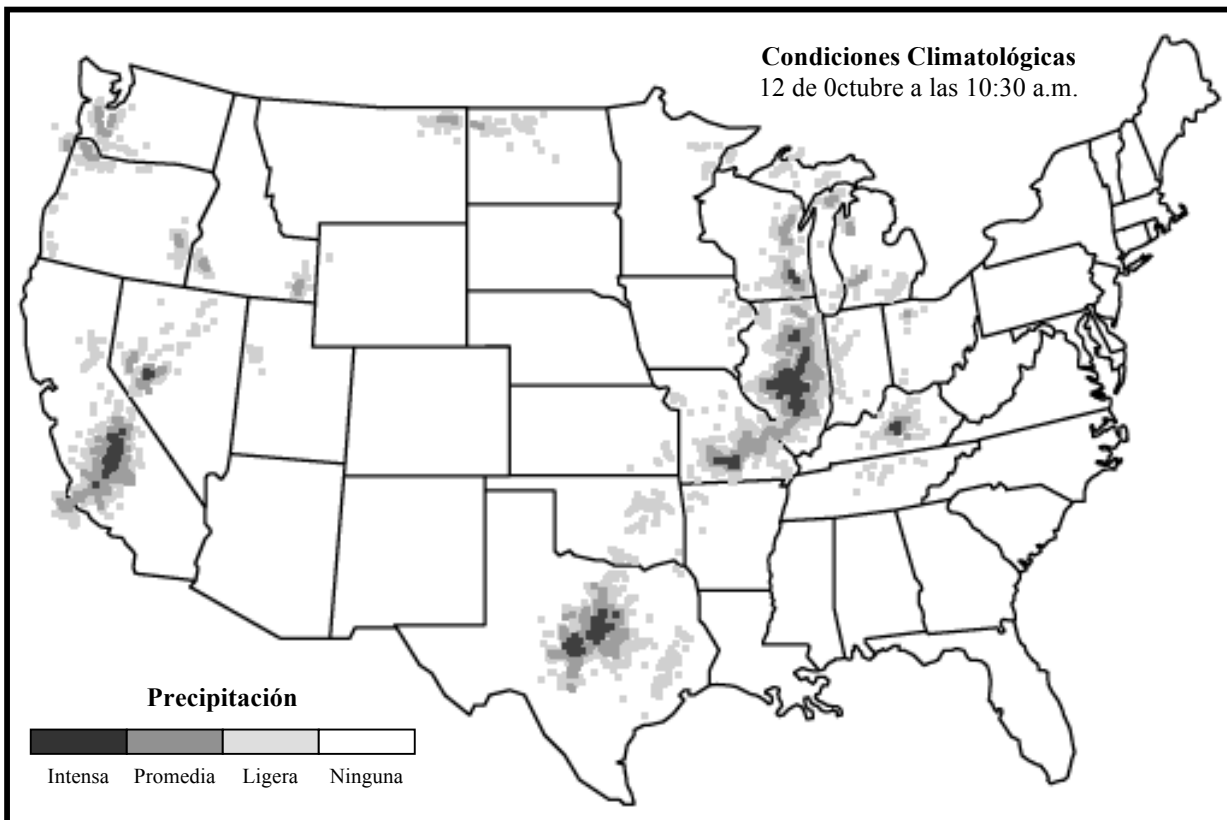 Condiciones Climatológicas
12 de 0ctubre a las 10:30 a.m.
Precipitación
Intensa Promedia Ligera Ninguna